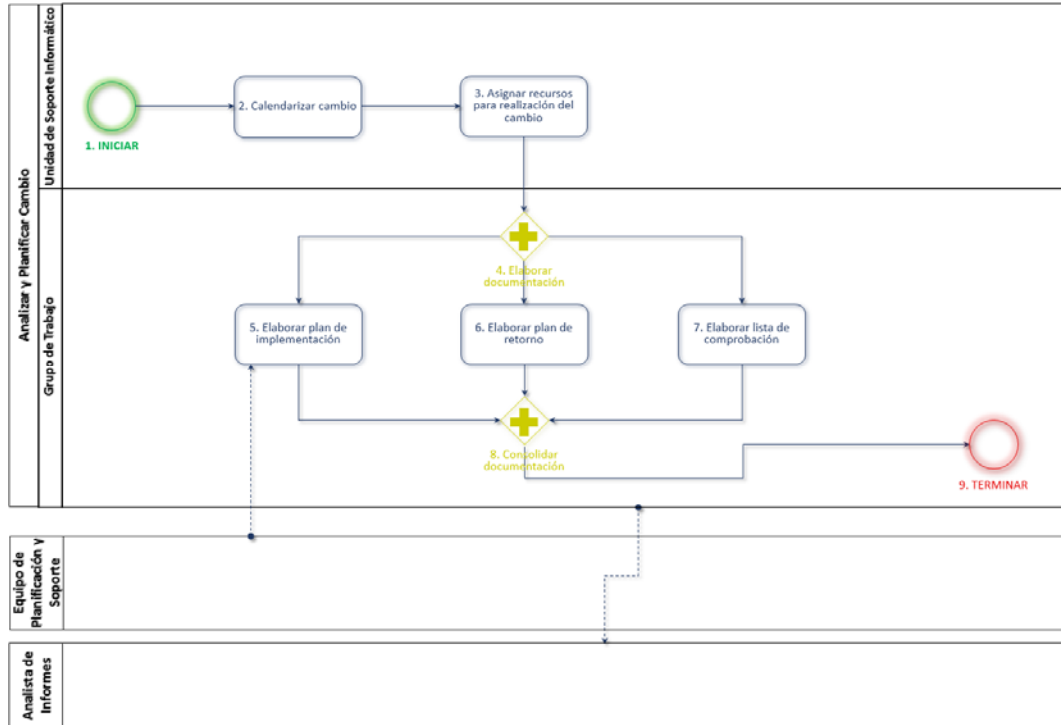 Analizar y Planificar Cambio
Unidad de Soporte Informático
1. INICIAR
2. Calendarizar cambio
3. Asignar recursos
para realización del
cambio
Grupo de Trabajo
4. Elaborar
documentación
5. Elaborar plan de
implementación
6. Elaborar plan de
retorno
7. Elaborar lista de
comprobación
8. Consolidar
documentación
9. TERMINAR
Equipo de
Planificación y
Soporte
Analista de
Informes